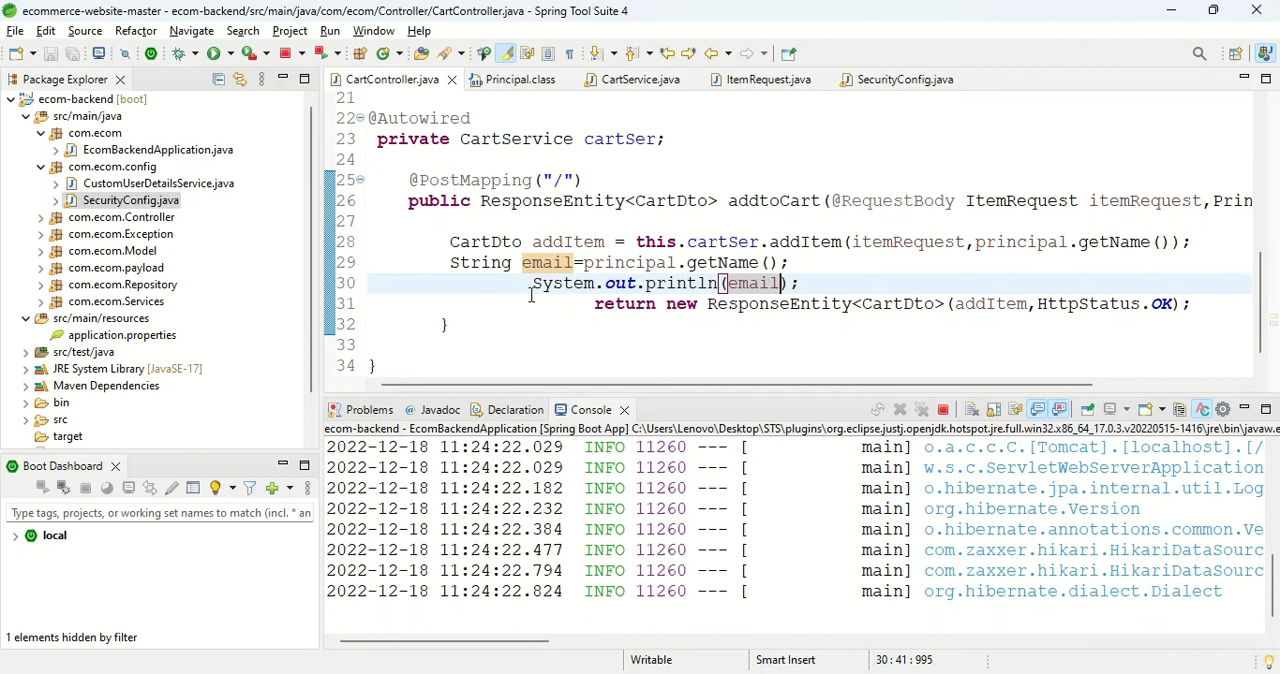 ecommerce-website-master - ecom-backend/src/main/java/com/ecom/Controller/CartController.java - Spring Tool Suite 4
File Edit Source Refactor Navigate Search Project Run Window Help
Package Explorer
CartController.java Principal.class CartService.java ItemRequest.java SecurityConfig.java
ecom-backend [boot]
src/main/java
com.ecom
EcomBackendApplication.java
com.ecom.config
CustomUserDetailsService.java
SecurityConfig.java
com.ecom.Controller
com.ecom.Exception
com.ecom.Model
com.ecom.payload
com.ecom.Repository
com.ecom.Services
src/main/resources
application.properties
src/test/java
JRE System Library [JavaSE-17]
Maven Dependencies
bin
src
target
21
22 @Autowired
23 private CartService cartSer;
24
25 @PostMapping("/")
26 public ResponseEntity<CartDto> addtoCart(@RequestBody ItemRequest itemRequest,Prin
27
28 CartDto addItem = this.cartSer.addItem(itemRequest,principal.getName());
29 String email=principal.getName();
30 System.out.println(email);
31 return new ResponseEntity<CartDto>(addItem,HttpStatus.OK);
32 }
33
34 }
Boot Dashboard
Type tags, projects, or working set names to match (incl. * an
local
1 elements hidden by filter
Problems @ Javadoc Declaration Console
ecom-backend - EcomBackendApplication [Spring Boot App] C:\Users\Lenovo\Desktop\STS\plugins\org.eclipse.justj.openjdk.hotspot.jre.full.win32.x86_64_17.0.3.v20220515-1416\jre\bin\javaw.e
2022-12-18 11:24:22.029 INFO 11260 --- [ main] o.a.c.c.C.[Tomcat].[localhost].[/
2022-12-18 11:24:22.029 INFO 11260 --- [ main] w.s.c.ServletWebServerApplication
2022-12-18 11:24:22.182 INFO 11260 --- [ main] o.hibernate.jpa.internal.util.Log
2022-12-18 11:24:22.232 INFO 11260 --- [ main] org.hibernate.Version
2022-12-18 11:24:22.384 INFO 11260 --- [ main] o.hibernate.annotations.common.Ve
2022-12-18 11:24:22.477 INFO 11260 --- [ main] com.zaxxer.hikari.HikariDataSourc
2022-12-18 11:24:22.794 INFO 11260 --- [ main] com.zaxxer.hikari.HikariDataSourc
2022-12-18 11:24:22.824 INFO 11260 --- [ main] org.hibernate.dialect.Dialect
Writable Smart Insert 30 : 41 : 995